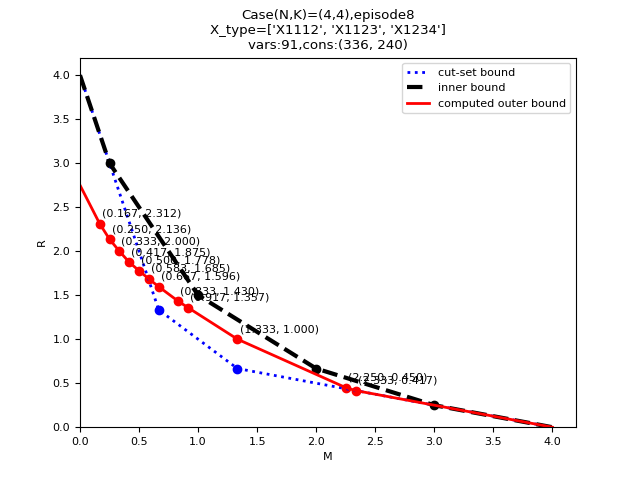 Case(N,K)=(4,4),episode8
X_type=['X1112', 'X1123', 'X1234']
vars:91,cons:(336, 240)
cut-set bound
inner bound
computed outer bound
R
4.0
3.5
3.0
2.5
2.0
1.5
1.0
0.5
0.0
(0.167, 2.312)
(0.250, 2.136)
(0.333, 2.000)
(0.417, 1.875)
(0.500, 1.778)
(0.583, 1.685)
(0.667, 1.596)
(0.833, 1.430)
(0.917, 1.357)
(1.333, 1.000)
(2.250, 0.450)
(2.333, 0.417)
0.0 0.5 1.0 1.5 2.0 2.5 3.0 3.5 4.0
M